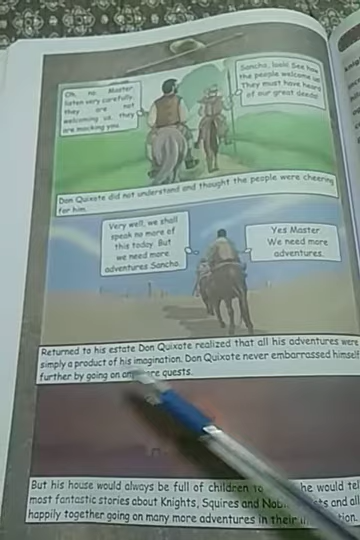 Oh, no Master
listen very carefully
they are not
welcoming us, they
are mocking you.
Sancho, look! See how
the people welcome us
They must have heard
of our great deeds!
Don Quixote did not understand and thought the people were cheering
for him.
Very well, we shall
speak no more of
this today. But
we need more
adventures Sancho.
Yes Master
We need more
adventures.
Returned to his estate Don Quixote realized that all his adventures were
simply a product of his imagination. Don Quixote never embarrassed himself
further by going on any more quests.
But his house would always be full of children he would tell
most fantastic stories about Knights, Squires and and all
happily together going on many more adventures in their